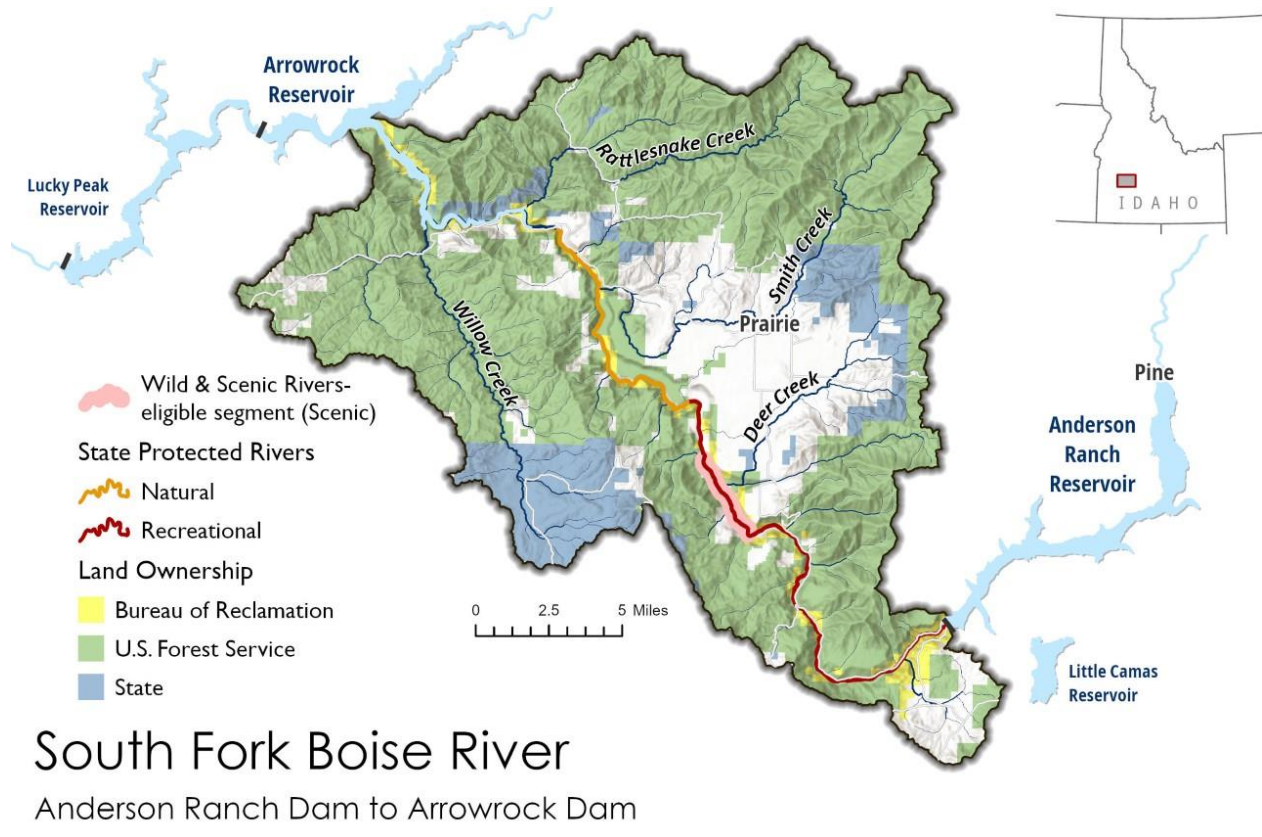 Arrowrock
Reservoir
Lucky Peak
Reservoir
Rattlesnake Creek
Smith Creek
IDAHO
Willow Creek
Prairie
Deer Creek
Pine
Anderson
Ranch
Reservoir
Little Camas
Reservoir
Wild & Scenic Rivers-
eligible segment (Scenic)
State Protected Rivers
Natural
Recreational
Land Ownership
Bureau of Reclamation
U.S. Forest Service
State
0 2.5 5 Miles
South Fork Boise River
Anderson Ranch Dam to Arrowrock Dam